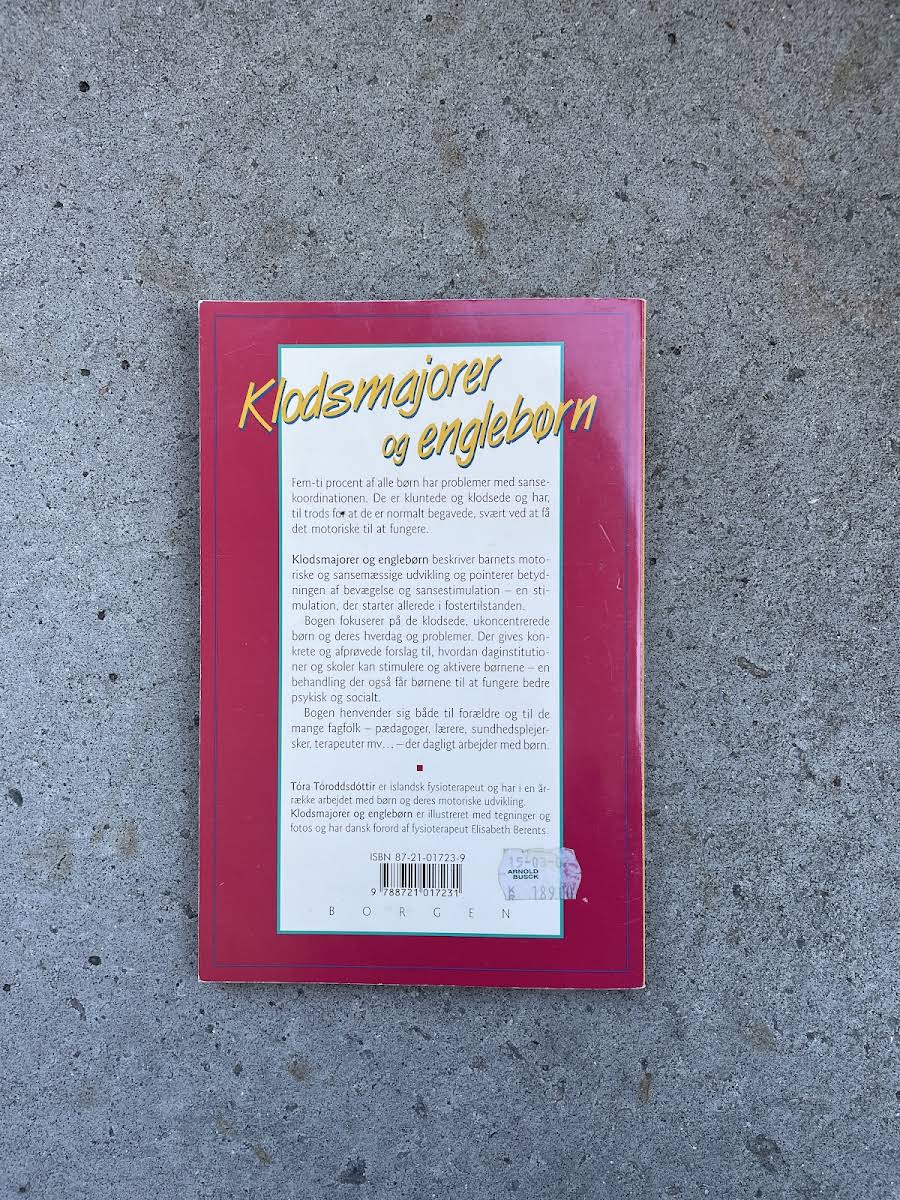 Klodsmajorer
og englebørn
Fem-ti procent af alle børn har problemer med sanse-
koordinationen. De er kluntede og klodsede og har,
til trods for at de er normalt begavede, svært ved at få
det motoriske til at fungere.
Klodsmajorer og englebørn beskriver barnets moto-
riske og sansemæssige udvikling og pointerer betyd-
ningen af bevægelse og sansestimulation – en sti-
mulation, der starter allerede i fostertilstanden.
Bogen fokuserer på de klodsede, ukoncentrerede
børn og deres hverdag og problemer. Der gives kon-
krete og afprøvede forslag til, hvordan daginstitutio-
ner og skoler kan stimulere og aktivere børnene – en
behandling der også får børnene til at fungere bedre
psykisk og socialt.
Bogen henvender sig både til forældre og til de
mange fagfolk – pædagoger, lærere, sundhedsplejer-
sker, terapeuter mv... – der dagligt arbejder med børn.
Tóra Tóroddsdóttir er islandsk fysioterapeut og har i en år-
række arbejdet med børn og deres motoriske udvikling.
Klodsmajorer og englebørn er illustreret med tegninger og
fotos og har dansk forord af fysioterapeut Elisabeth Berents.
ISBN 87-21-01723-9
9 788721 017231
BORGEN
ARNOLD
BUSCK